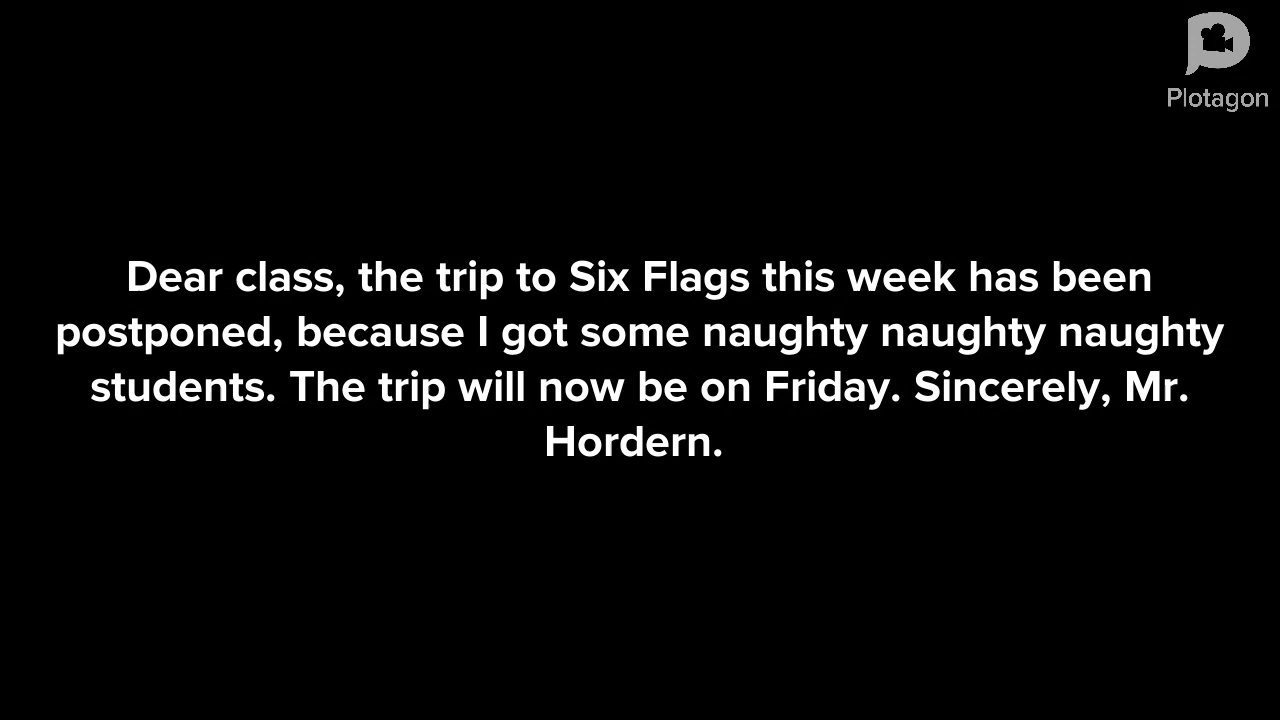 Plotagon
Dear class, the trip to Six Flags this week has been
postponed, because I got some naughty naughty naughty
students. The trip will now be on Friday. Sincerely, Mr.
Hordern.